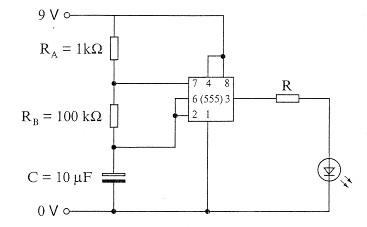 9 V
R_A = 1kΩ
7 4 8
6 (555) 3
2 1
R
R_B = 100 kΩ
C = 10 μF
0 V